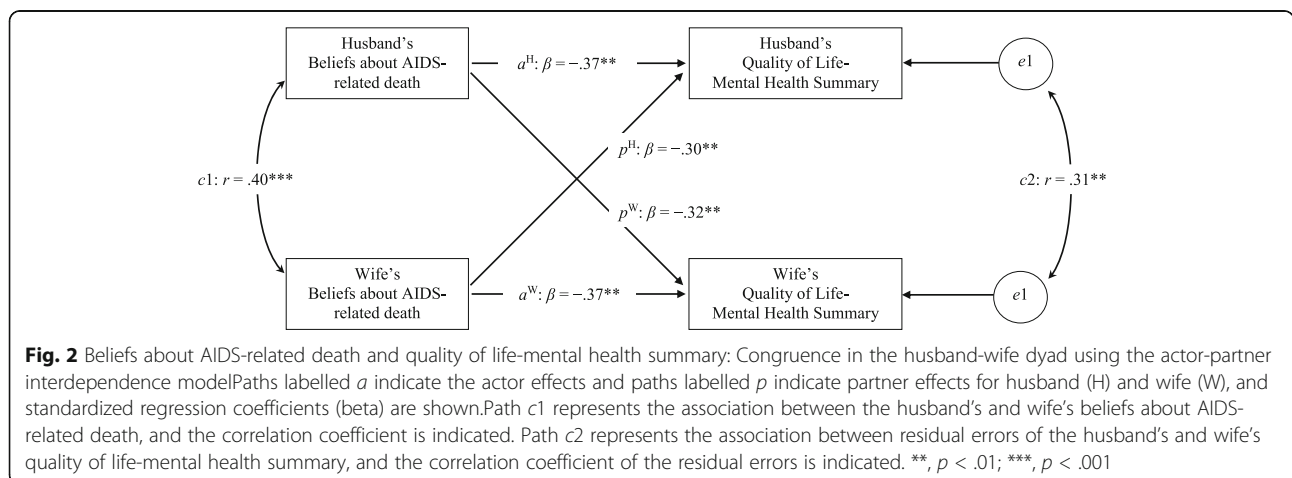 Husband's
Beliefs about AIDS-
related death
aᴴ: β = −.37**
Husband's
Quality of Life-
Mental Health Summary
e1
pᴴ: β = −.30**
c1: r = .40***
c2: r = .31**
pᵂ: β = −.32**
Wife's
Beliefs about AIDS-
related death
aᵂ: β = −.37**
Wife's
Quality of Life-
Mental Health Summary
e1
Fig. 2 Beliefs about AIDS-related death and quality of life-mental health summary: Congruence in the husband-wife dyad using the actor-partner
interdependence modelPaths labelled a indicate the actor effects and paths labelled p indicate partner effects for husband (H) and wife (W), and
standardized regression coefficients (beta) are shown.Path c1 represents the association between the husband's and wife's beliefs about AIDS-
related death, and the correlation coefficient is indicated. Path c2 represents the association between residual errors of the husband's and wife's
quality of life-mental health summary, and the correlation coefficient of the residual errors is indicated. **, p < .01; ***, p < .001